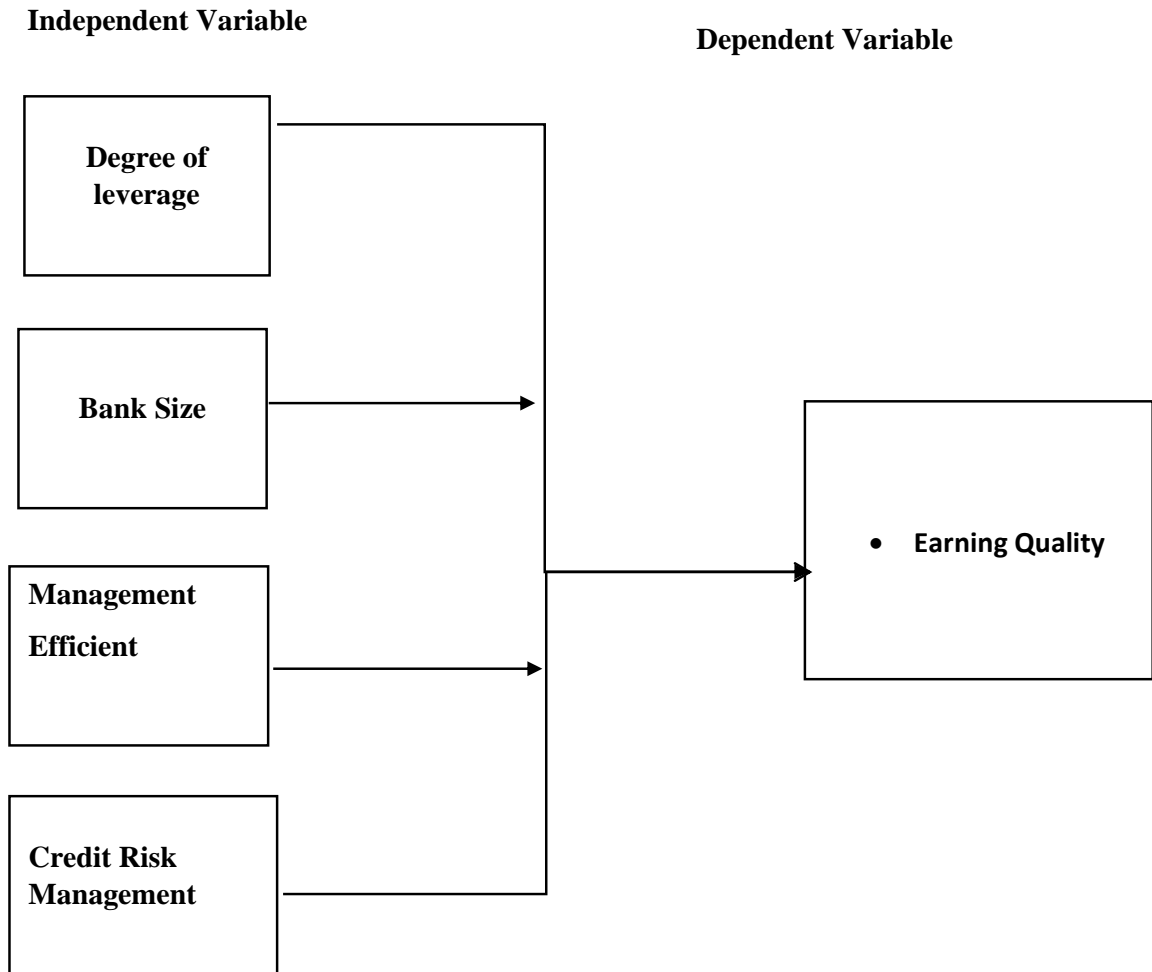 Independent Variable
Dependent Variable
Degree of
leverage
Bank Size
• Earning Quality
Management
Efficient
Credit Risk
Management